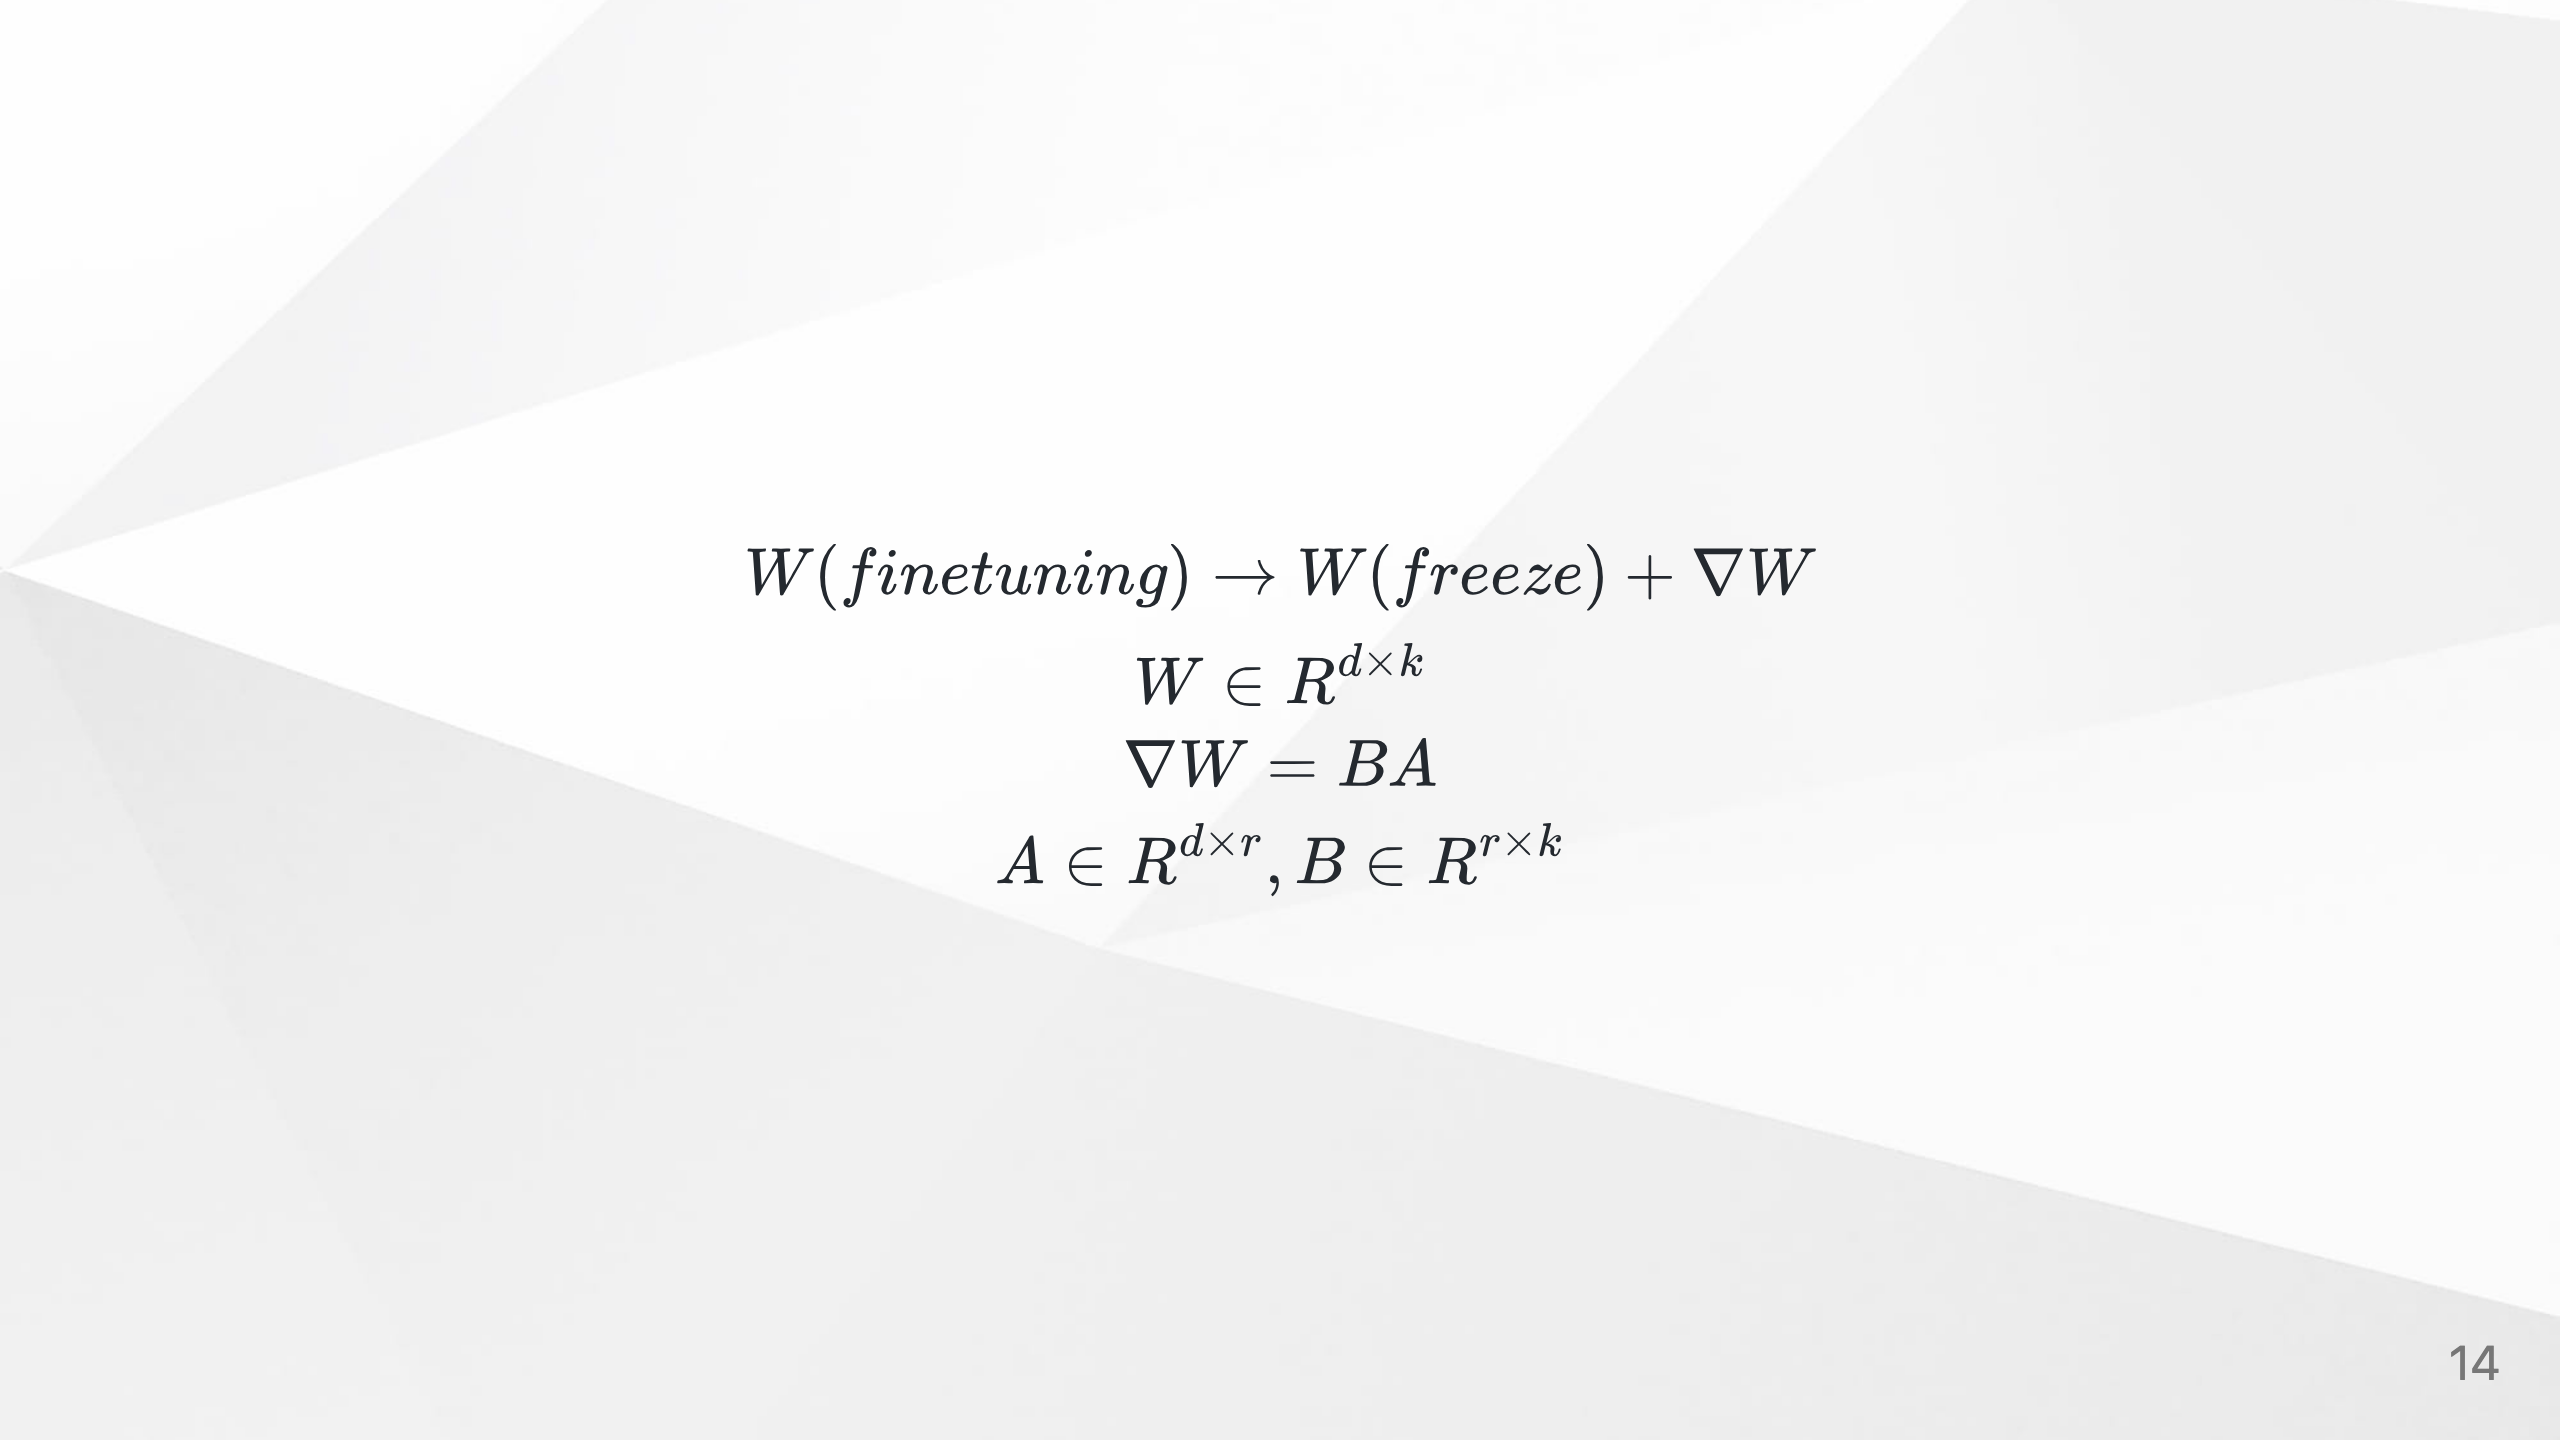 W(finetuning) → W(freeze) + ∇W
W ∈ R^{d×k}
∇W = BA
A ∈ R^{d×r}, B ∈ R^{r×k}
14